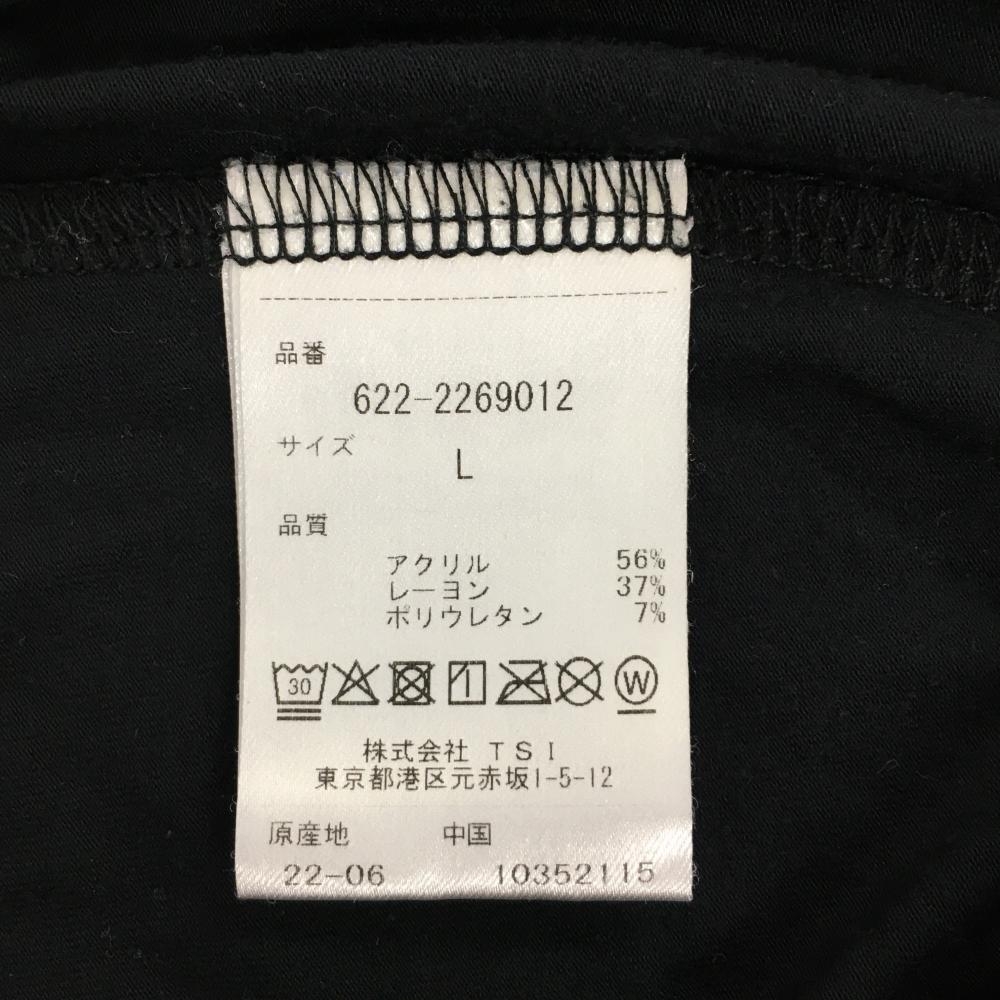 品番
622-2269012
サイズ
L
品質
アクリル 56%
レーヨン 37%
ポリウレタン 7%
30 W
株式会社 TSI
東京都港区元赤坂1-5-12
原産地 中国
22-06 10352115